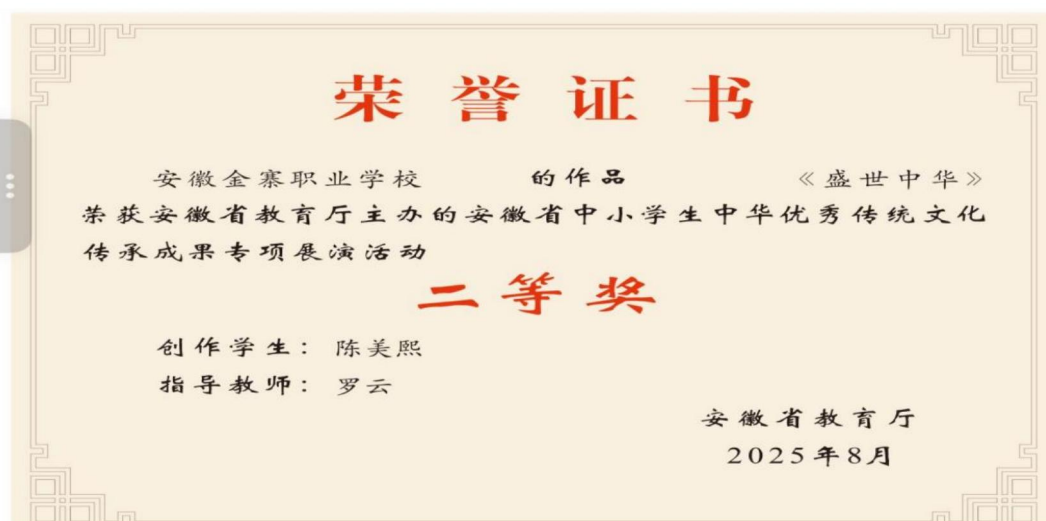 荣誉证书
安徽金寨职业学校 的作品 《盛世中华》
荣获安徽省教育厅主办的安徽省中小学生中华优秀传统文化
传承成果专项展演活动
二等奖
创作学生：陈美熙
指导教师：罗云
安徽省教育厅
2025年8月